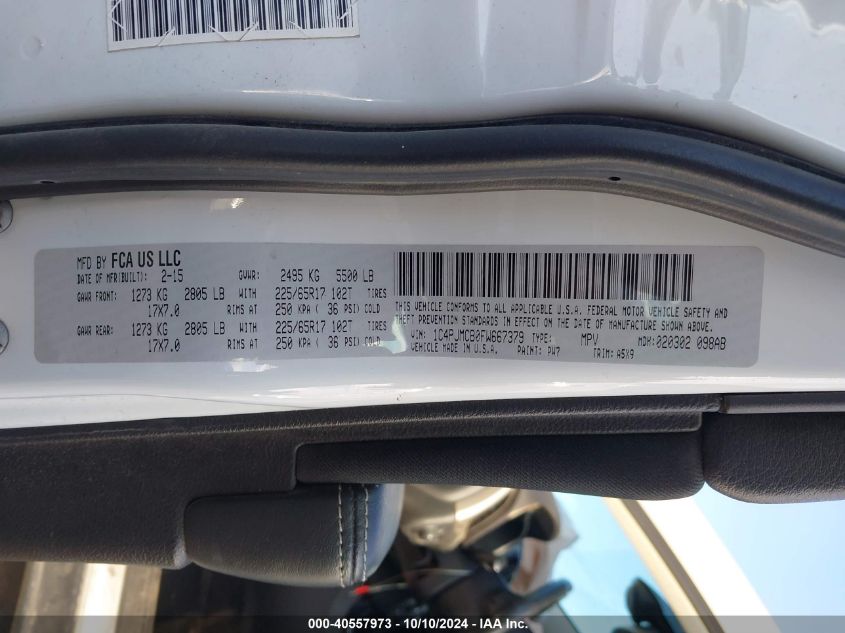 MFD BY FCA US LLC
DATE OF MFR(BUILT): 2-15 GVWR: 2495 KG 5500 LB
GAWR FRONT: 1273 KG 2805 LB WITH 225/65R17 102T TIRES
17X7.0 RIMS AT 250 KPA ( 36 PSI) COLD
GAWR REAR: 1273 KG 2805 LB WITH 225/65R17 102T TIRES
17X7.0 RIMS AT 250 KPA ( 36 PSI) COLD
THIS VEHICLE CONFORMS TO ALL APPLICABLE U.S.A. FEDERAL MOTOR VEHICLE SAFETY AND
THEFT PREVENTION STANDARDS IN EFFECT ON THE DATE OF MANUFACTURE SHOWN ABOVE.
VIN: 1C4PJMCB0FW667379 TYPE: MPV MDH: 020302 098AB
VEHICLE MADE IN U.S.A. PAINT: PW7 TRIM: A5X9
000-40557973 - 10/10/2024 - IAA Inc.